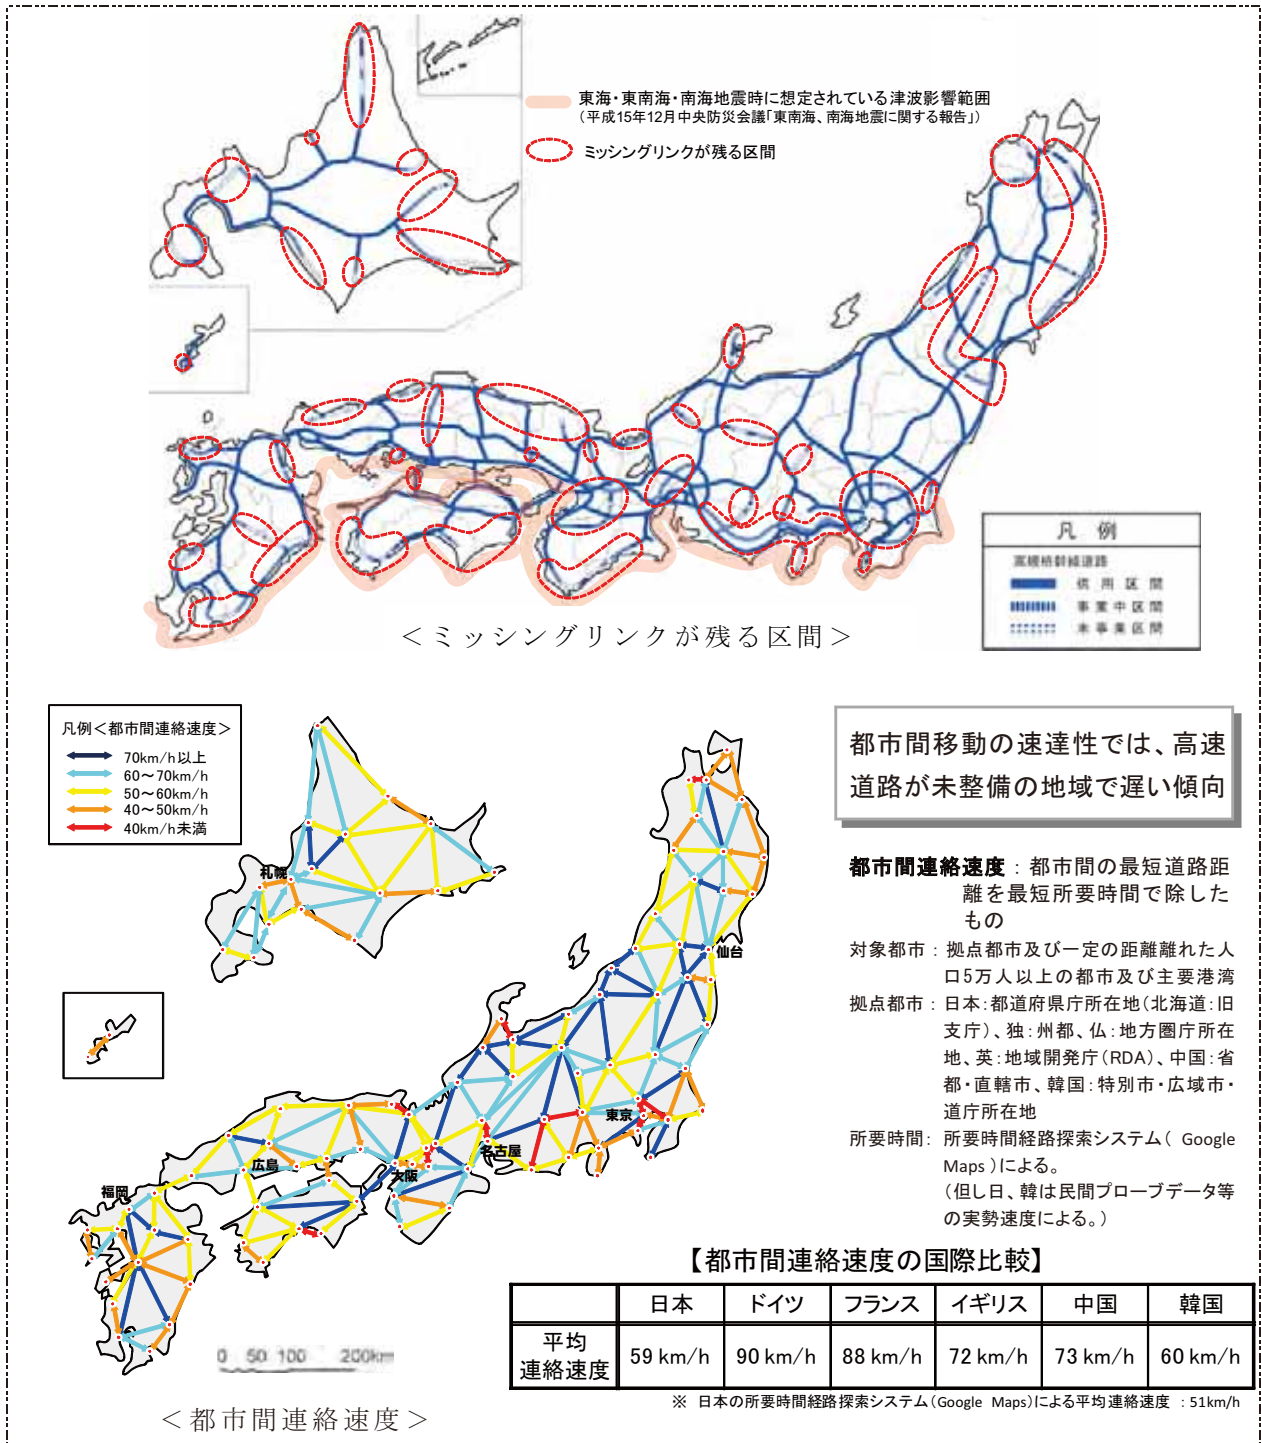 東海・東南海・南海地震時に想定されている津波影響範囲
（平成15年12月中央防災会議「東南海、南海地震に関する報告」）
ミッシングリンクが残る区間
凡 例
高規格幹線道路
供 用 区 間
事 業 中 区 間
未 事 業 区 間
＜ミッシングリンクが残る区間＞
凡例＜都市間連絡速度＞
70km/h以上
60～70km/h
50～60km/h
40～50km/h
40km/h未満
都市間移動の速達性では、高速
道路が未整備の地域で遅い傾向
都市間連絡速度：都市間の最短道路距
離を最短所要時間で除した
もの
対象都市：拠点都市及び一定の距離離れた人
口5万人以上の都市及び主要港湾
拠点都市：日本：都道府県庁所在地（北海道：旧
支庁）、独：州都、仏：地方圏庁所在
地、英：地域開発庁（RDA）、中国：省
都・直轄市、韓国：特別市・広域市・
道庁所在地
所要時間：所要時間経路探索システム（ Google
Maps ）による。
（但し日、韓は民間プローブデータ等
の実勢速度による。）
札幌
仙台
東京
名古屋
大阪
広島
福岡
0 50 100 200km
【都市間連絡速度の国際比較】
日本 ドイツ フランス イギリス 中国 韓国
平均
連絡速度 59 km/h 90 km/h 88 km/h 72 km/h 73 km/h 60 km/h
※ 日本の所要時間経路探索システム（Google Maps）による平均連絡速度 ：51km/h
＜都市間連絡速度＞